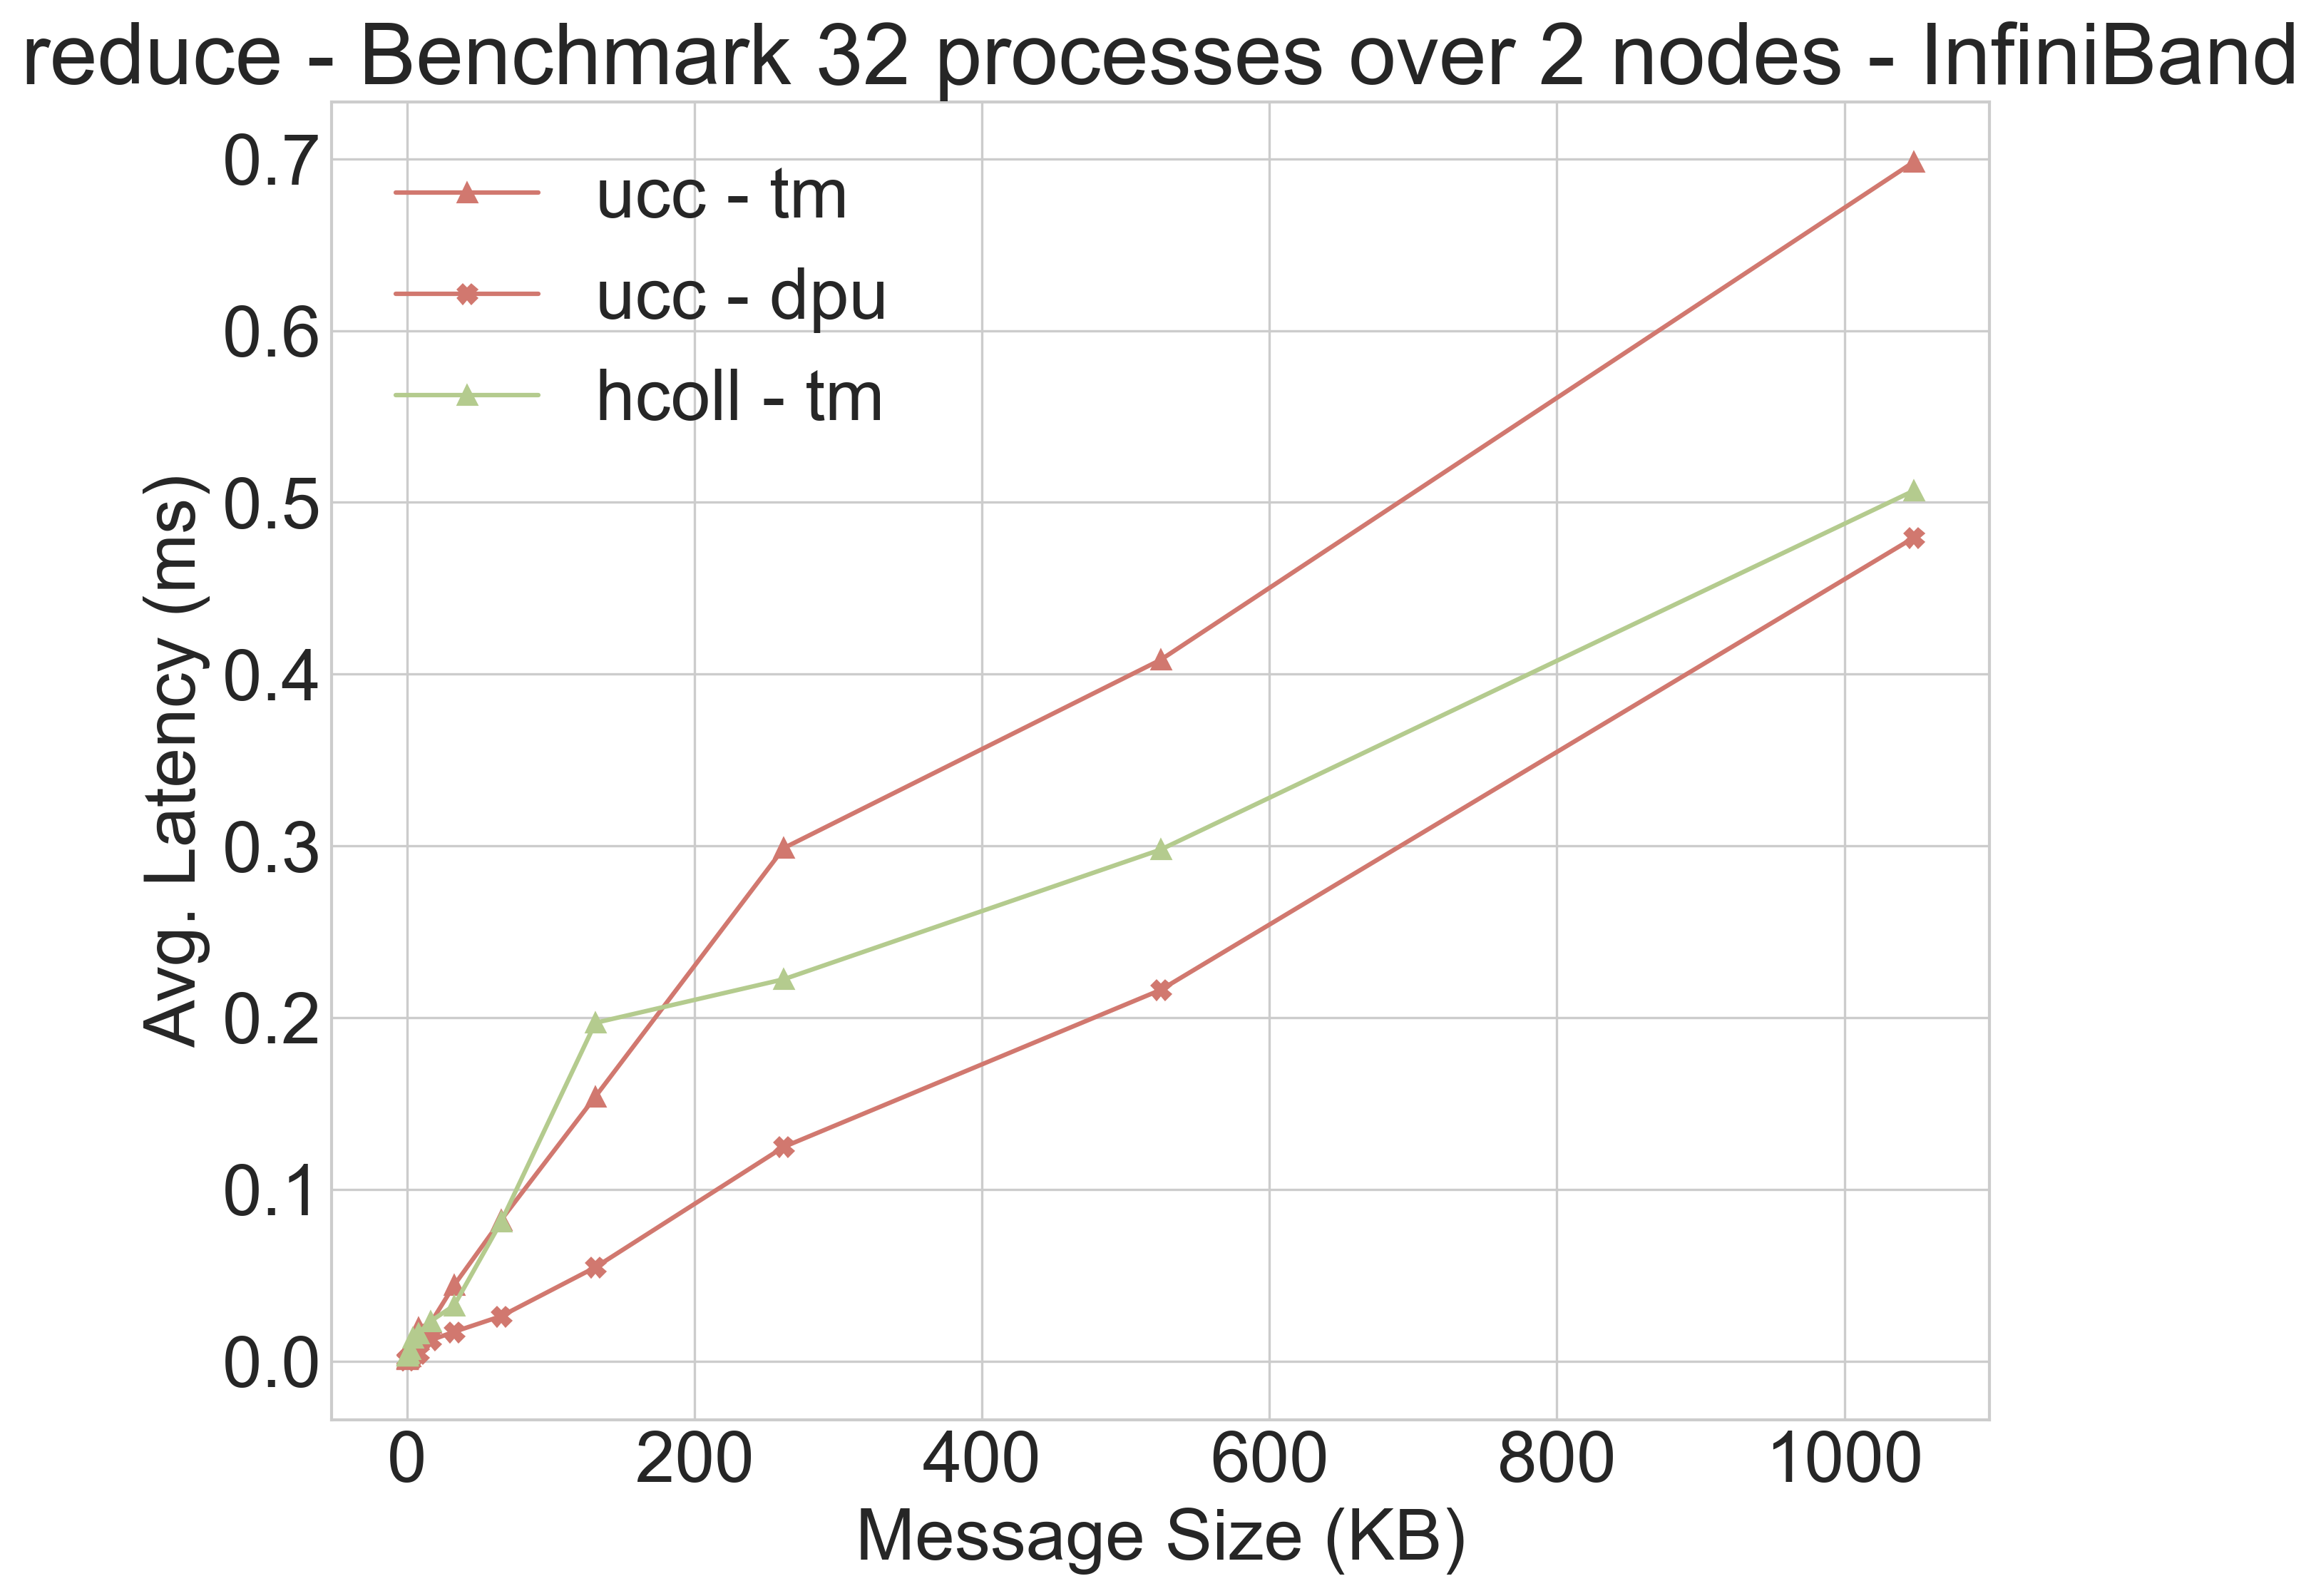 reduce - Benchmark 32 processes over 2 nodes - InfiniBand
0.7
0.6
0.5
0.4
0.3
0.2
0.1
0.0
Avg. Latency (ms)
ucc - tm
ucc - dpu
hcoll - tm
0 200 400 600 800 1000
Message Size (KB)